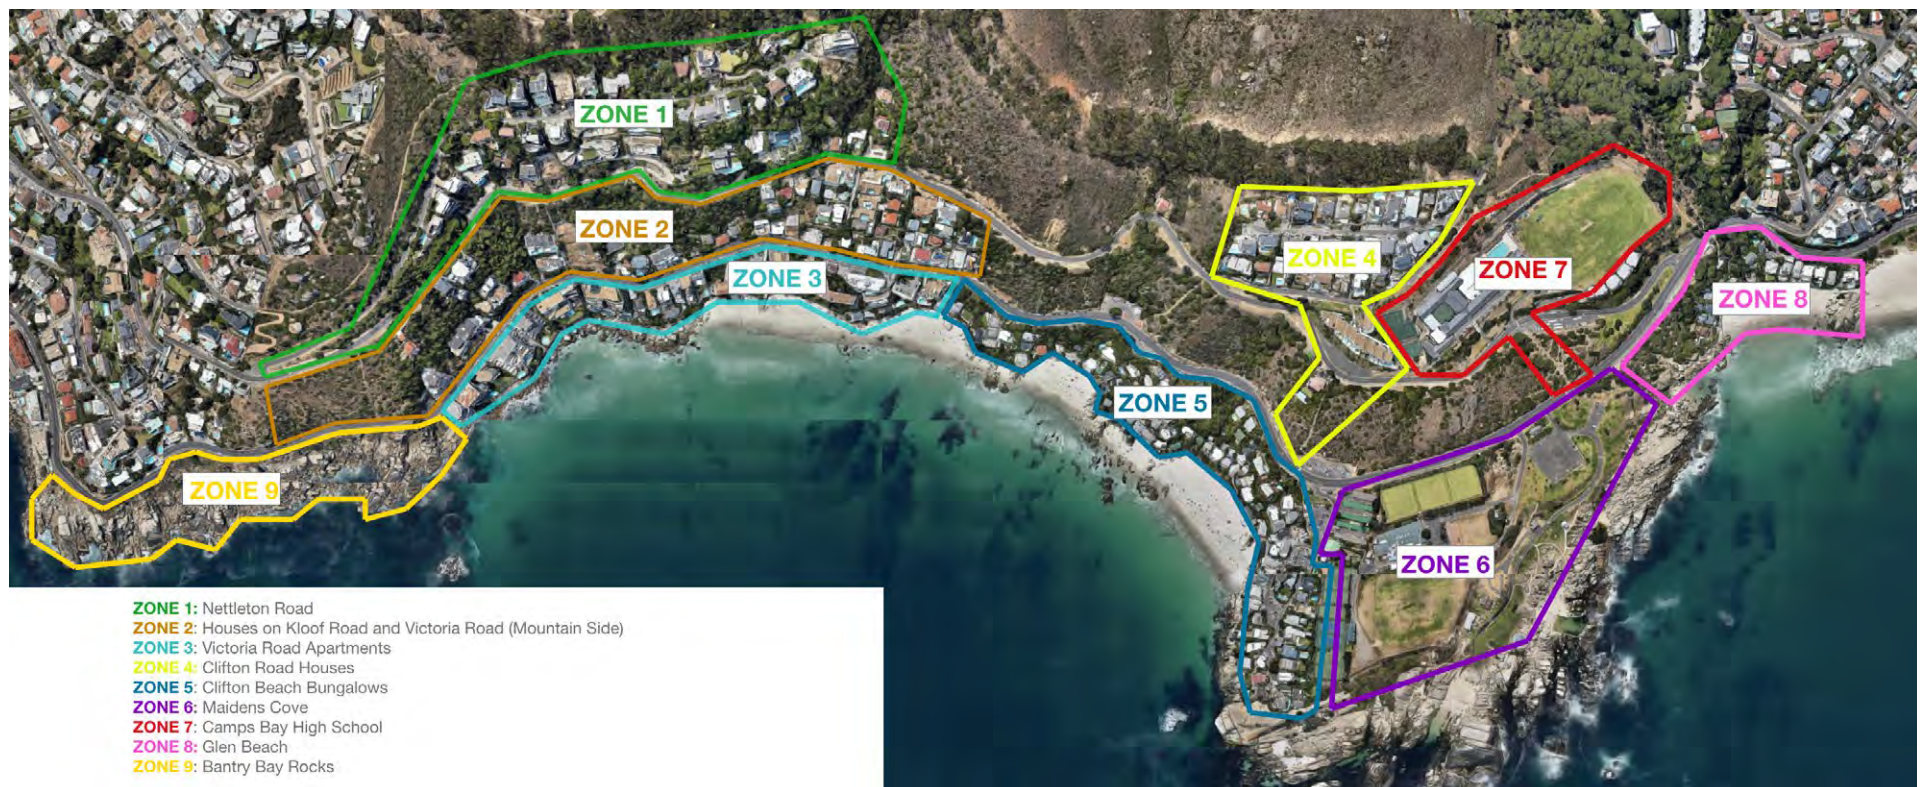 ZONE 1
ZONE 2
ZONE 3
ZONE 4
ZONE 7
ZONE 8
ZONE 5
ZONE 9
ZONE 6
ZONE 1: Nettleton Road
ZONE 2: Houses on Kloof Road and Victoria Road (Mountain Side)
ZONE 3: Victoria Road Apartments
ZONE 4: Clifton Road Houses
ZONE 5: Clifton Beach Bungalows
ZONE 6: Maidens Cove
ZONE 7: Camps Bay High School
ZONE 8: Glen Beach
ZONE 9: Bantry Bay Rocks